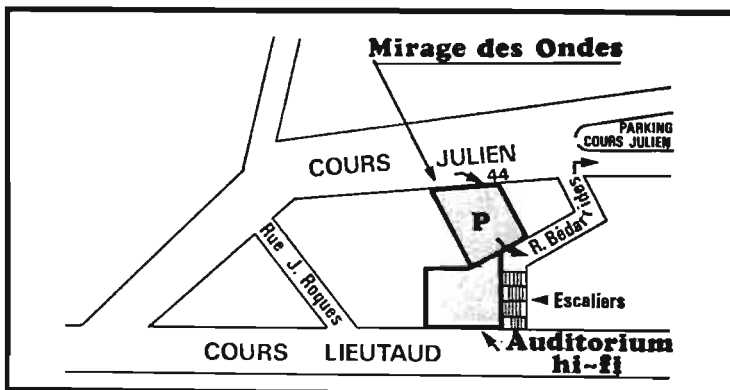 Mirage des Ondes
PARKING
COURS JULIEN
COURS JULIEN
44
P
R. Bédarrides
Rue J. Roques
Escaliers
Auditorium
hi-fi
COURS LIEUTAUD